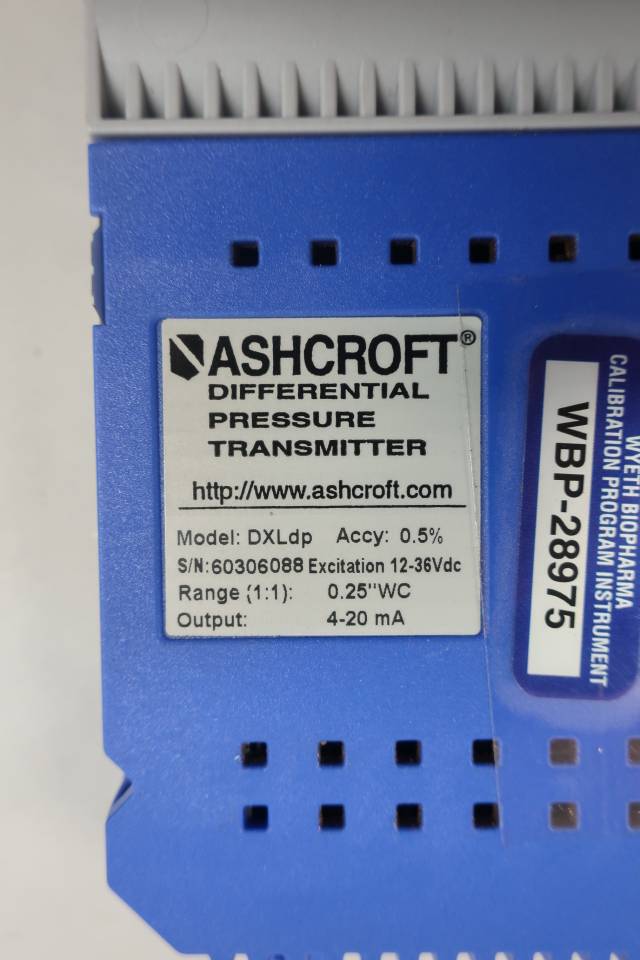 ASHCROFT®
DIFFERENTIAL
PRESSURE
TRANSMITTER
http://www.ashcroft.com
Model: DXLdp Accy: 0.5%
S/N:60306088 Excitation 12-36Vdc
Range (1:1): 0.25"WC
Output: 4-20 mA
WYETH BIOPHARMA
CALIBRATION PROGRAM INSTRUMENT
WBP-28975